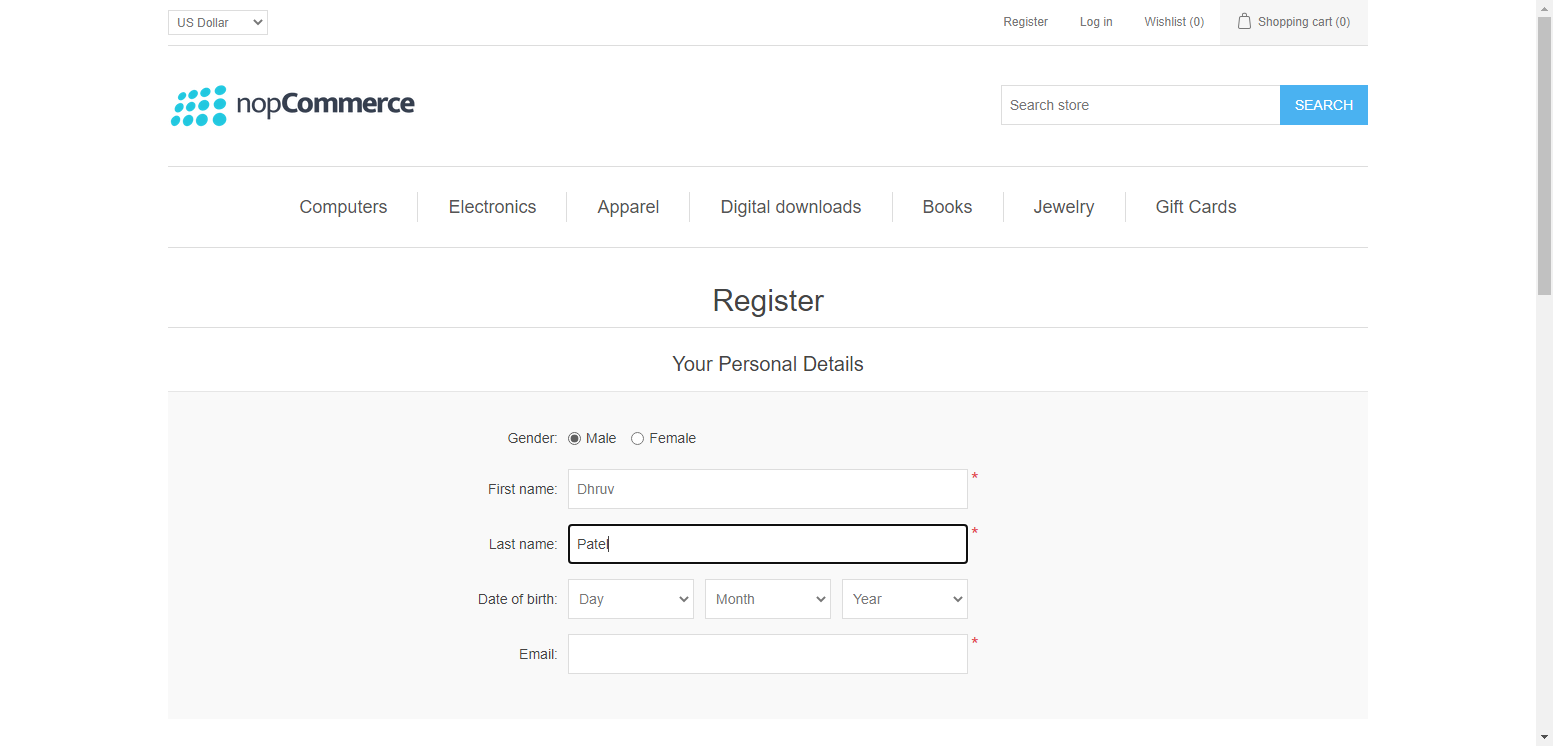 US Dollar Register Log in Wishlist (0) Shopping cart (0)
nopCommerce Search store SEARCH
Computers Electronics Apparel Digital downloads Books Jewelry Gift Cards
Register
Your Personal Details
Gender: Male Female
First name: Dhruv *
Last name: Patel *
Date of birth: Day Month Year
Email: *